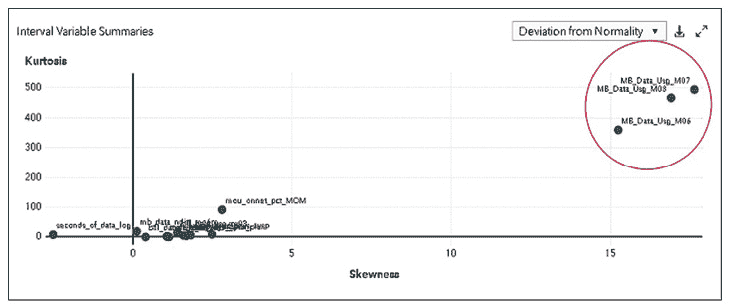 Interval Variable Summaries
Deviation from Normality
Kurtosis
500
MB_Data_Usg_M07
MB_Data_Usg_M08
400
MB_Data_Usg_M06
300
200
100
mou_onnet_pct_MOM
seconds_of_data_log
0
0
5
10
15
Skewness